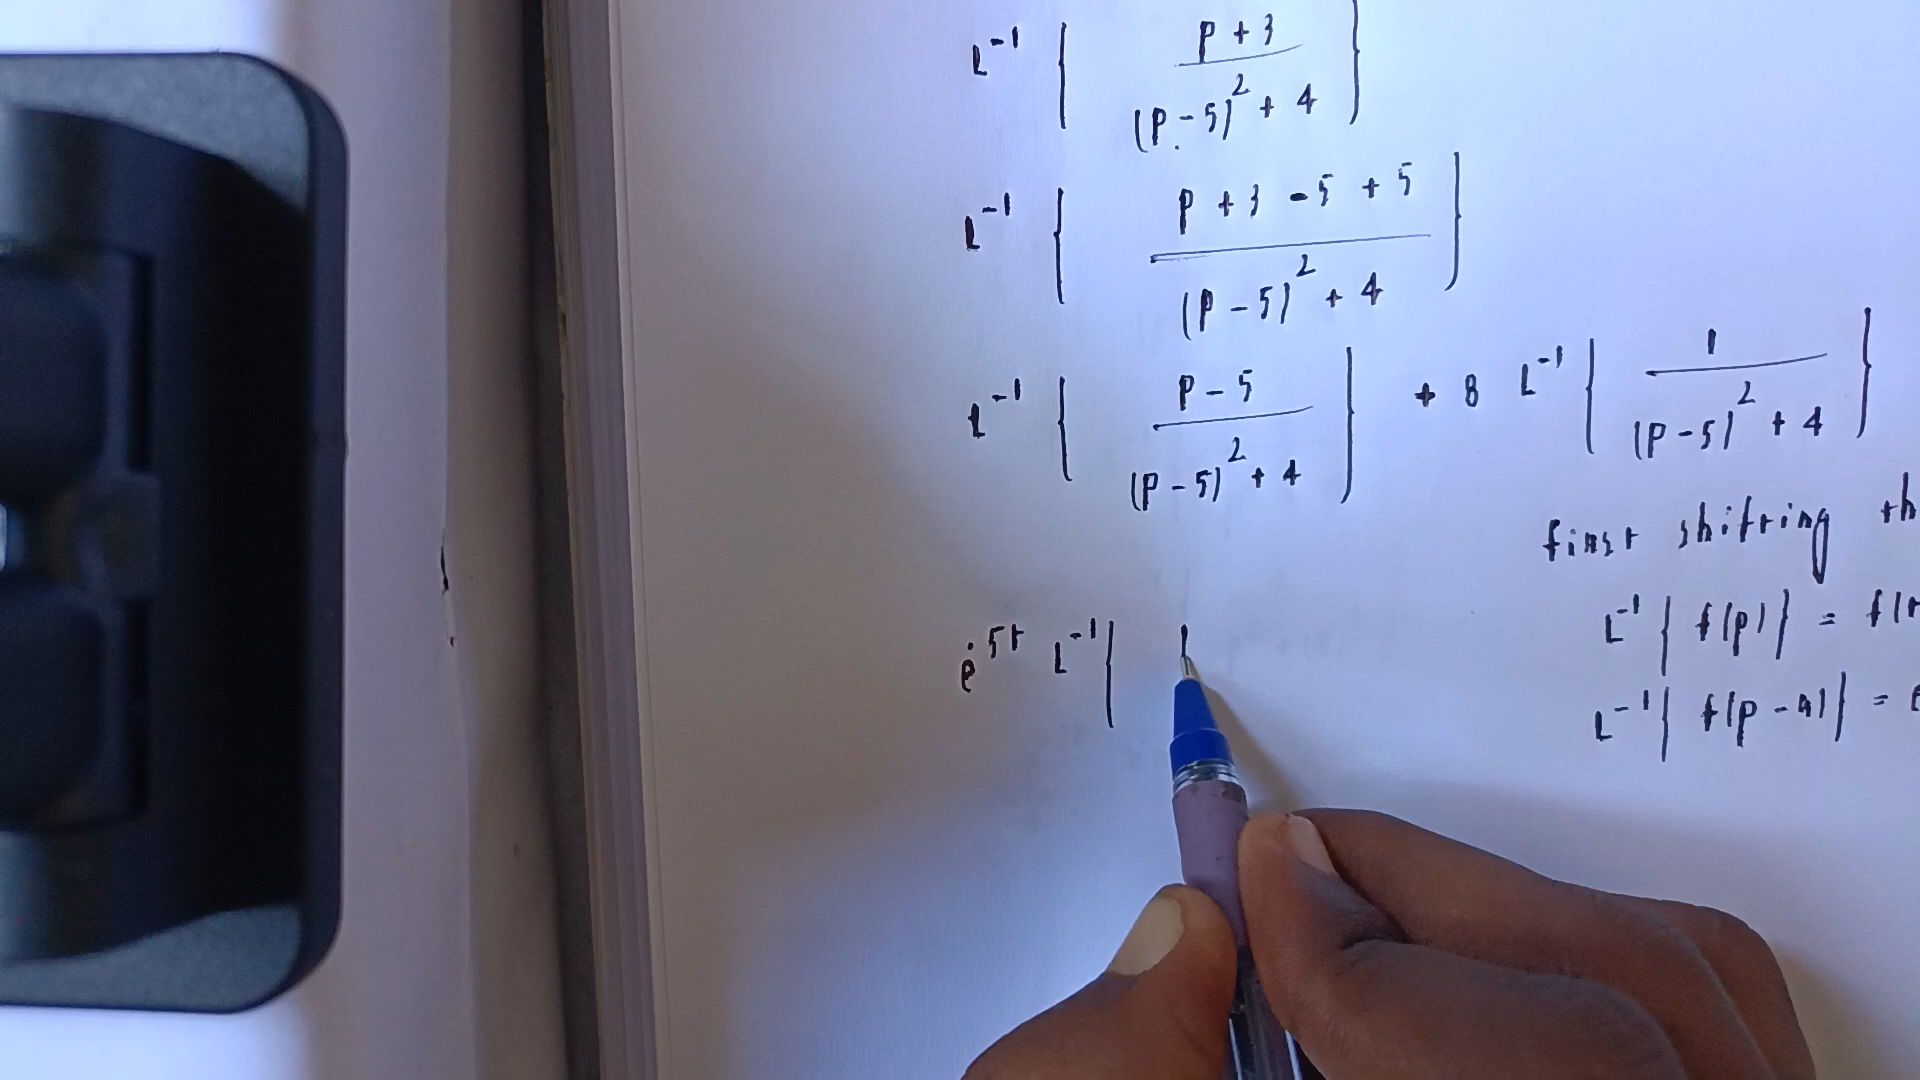 L⁻¹ { p + 3 / (p - 5)² + 4 }
L⁻¹ { p + 3 - 5 + 5 / (p - 5)² + 4 }
L⁻¹ { p - 5 / (p - 5)² + 4 } + 8 L⁻¹ { 1 / (p - 5)² + 4 }
first shifting th
L⁻¹ { f(p) } = f(t
L⁻¹ { f(p - a) } = e
e⁵ᵗ L⁻¹ {